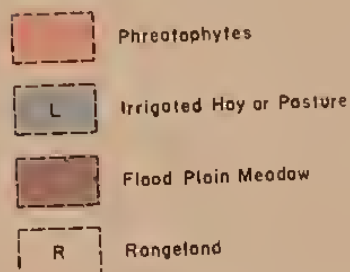 Phreatophytes
L Irrigated Hay or Pasture
Flood Plain Meadow
R Rangeland